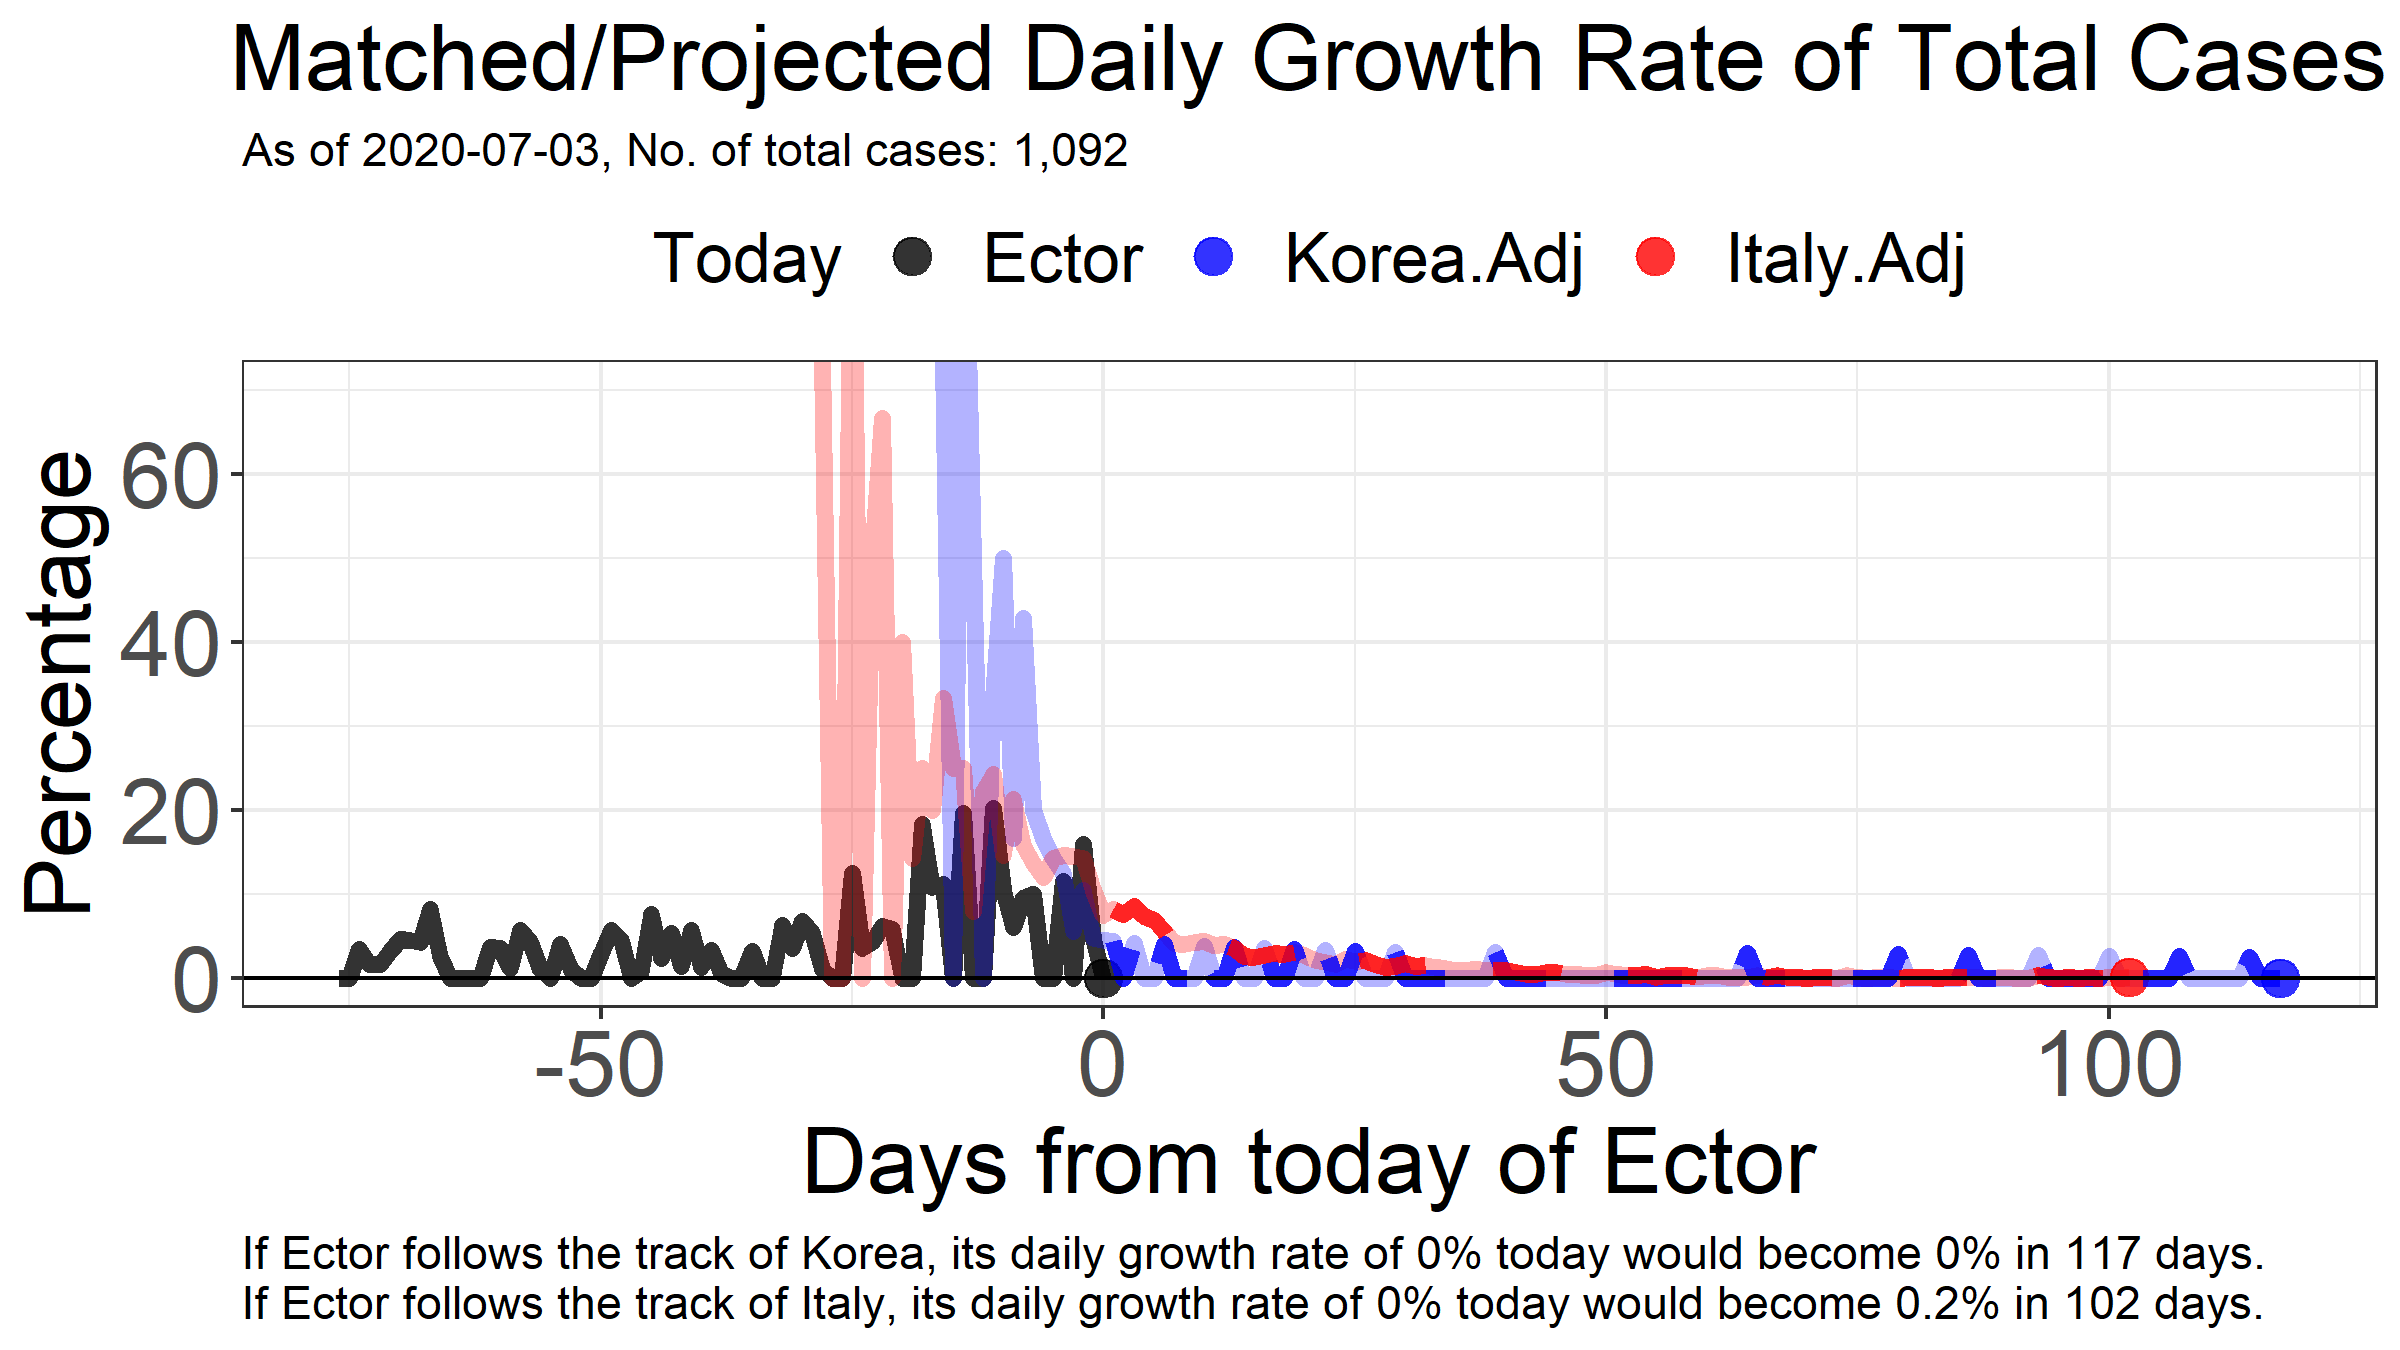 Matched/Projected Daily Growth Rate of Total Cases
As of 2020-07-03, No. of total cases: 1,092
Today Ector Korea.Adj Italy.Adj
Percentage
60
40
20
0
-50 0 50 100
Days from today of Ector
If Ector follows the track of Korea, its daily growth rate of 0% today would become 0% in 117 days.
If Ector follows the track of Italy, its daily growth rate of 0% today would become 0.2% in 102 days.